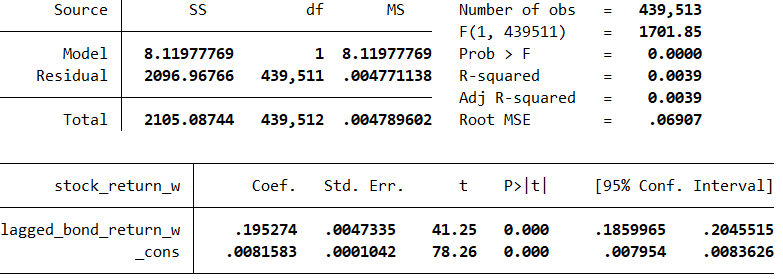 Source SS df MS Number of obs = 439,513
F(1, 439511) = 1701.85
Model 8.11977769 1 8.11977769 Prob > F = 0.0000
Residual 2096.96766 439,511 .004771138 R-squared = 0.0039
Adj R-squared = 0.0039
Total 2105.08744 439,512 .004789602 Root MSE = .06907
stock_return_w Coef. Std. Err. t P>|t| [95% Conf. Interval]
lagged_bond_return_w .195274 .0047335 41.25 0.000 .1859965 .2045515
_cons .0081583 .0001042 78.26 0.000 .007954 .0083626